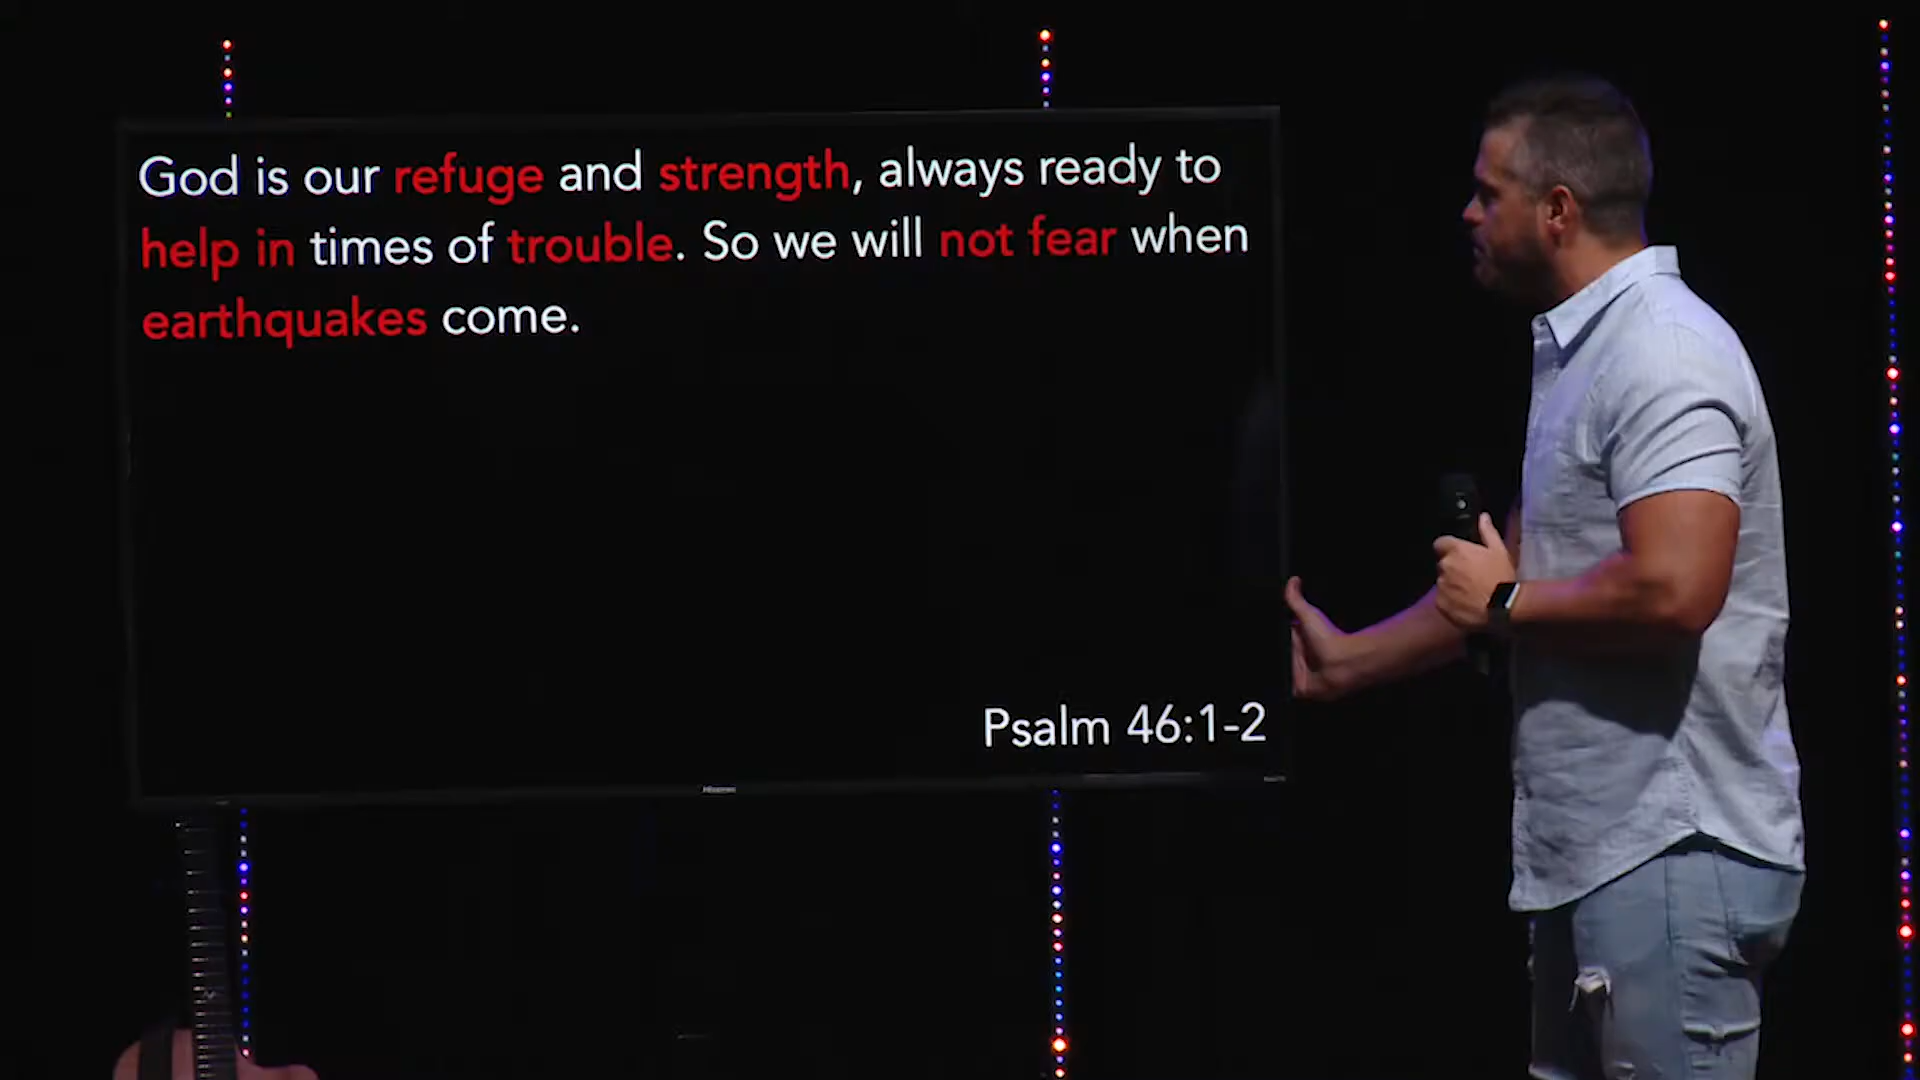 God is our refuge and strength, always ready to
help in times of trouble. So we will not fear when
earthquakes come.
Psalm 46:1-2
Hisense